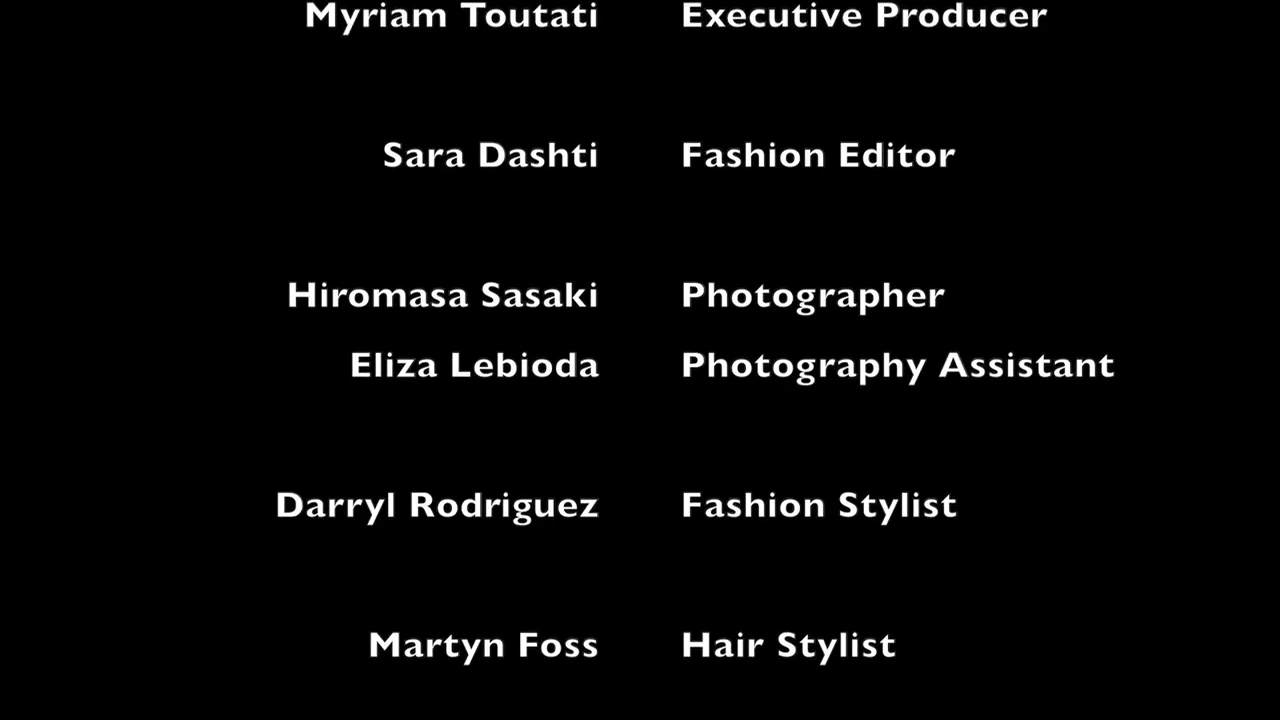 Myriam Toutati Executive Producer
Sara Dashti Fashion Editor
Hiromasa Sasaki Photographer
Eliza Lebioda Photography Assistant
Darryl Rodriguez Fashion Stylist
Martyn Foss Hair Stylist